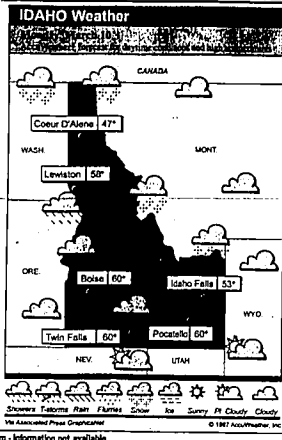 IDAHO Weather
CANADA
Coeur D'Alene 47°
WASH.
MONT.
Lewiston 58°
ORE.
Boise 60°
Idaho Falls 53°
WYO.
Twin Falls 60°
Pocatello 60°
NEV.
UTAH
Showers T-storms Rain Flurries Snow Ice Sunny Pt Cloudy Cloudy
Via Associated Press GraphicsNet
© 1997 AccuWeather, Inc
m - Information not available